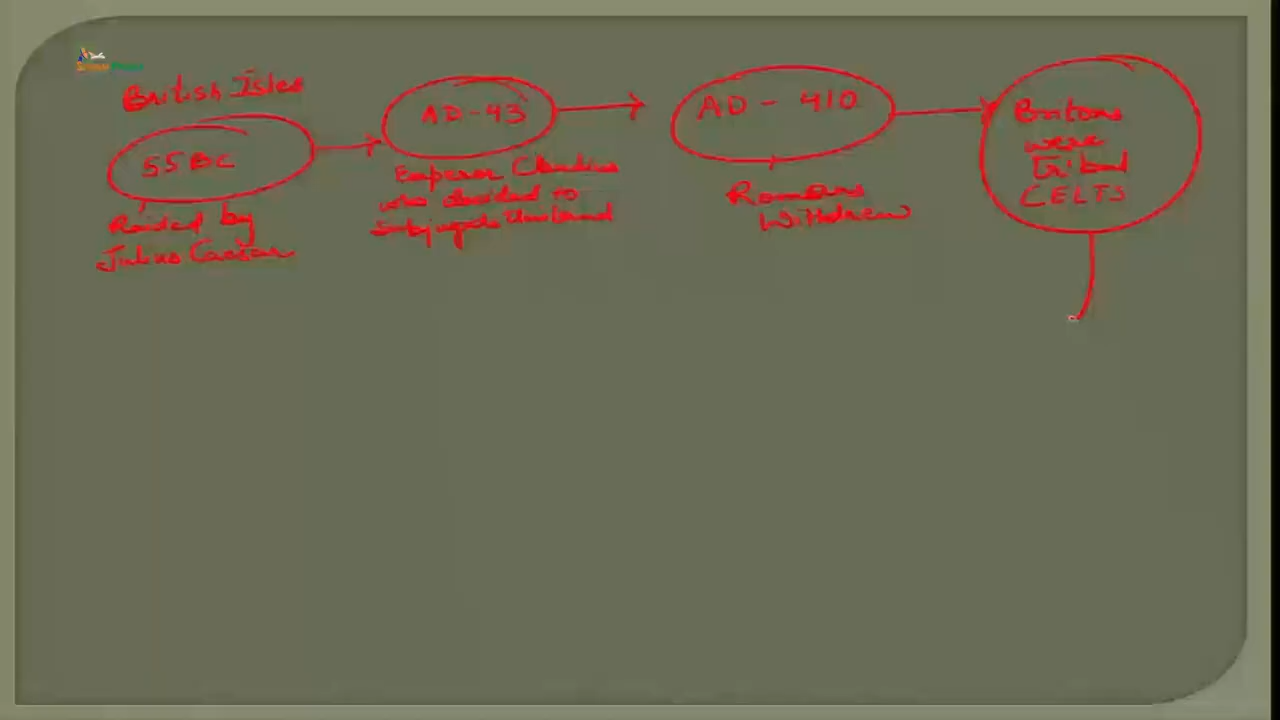 British Isles
55 BC
Raided by
Julius Caesar
AD-43
Emperor Claudius
who decided to
Subjugate the land
AD - 410
Romans
Withdrew
Britons
were
Tribal
CELTS